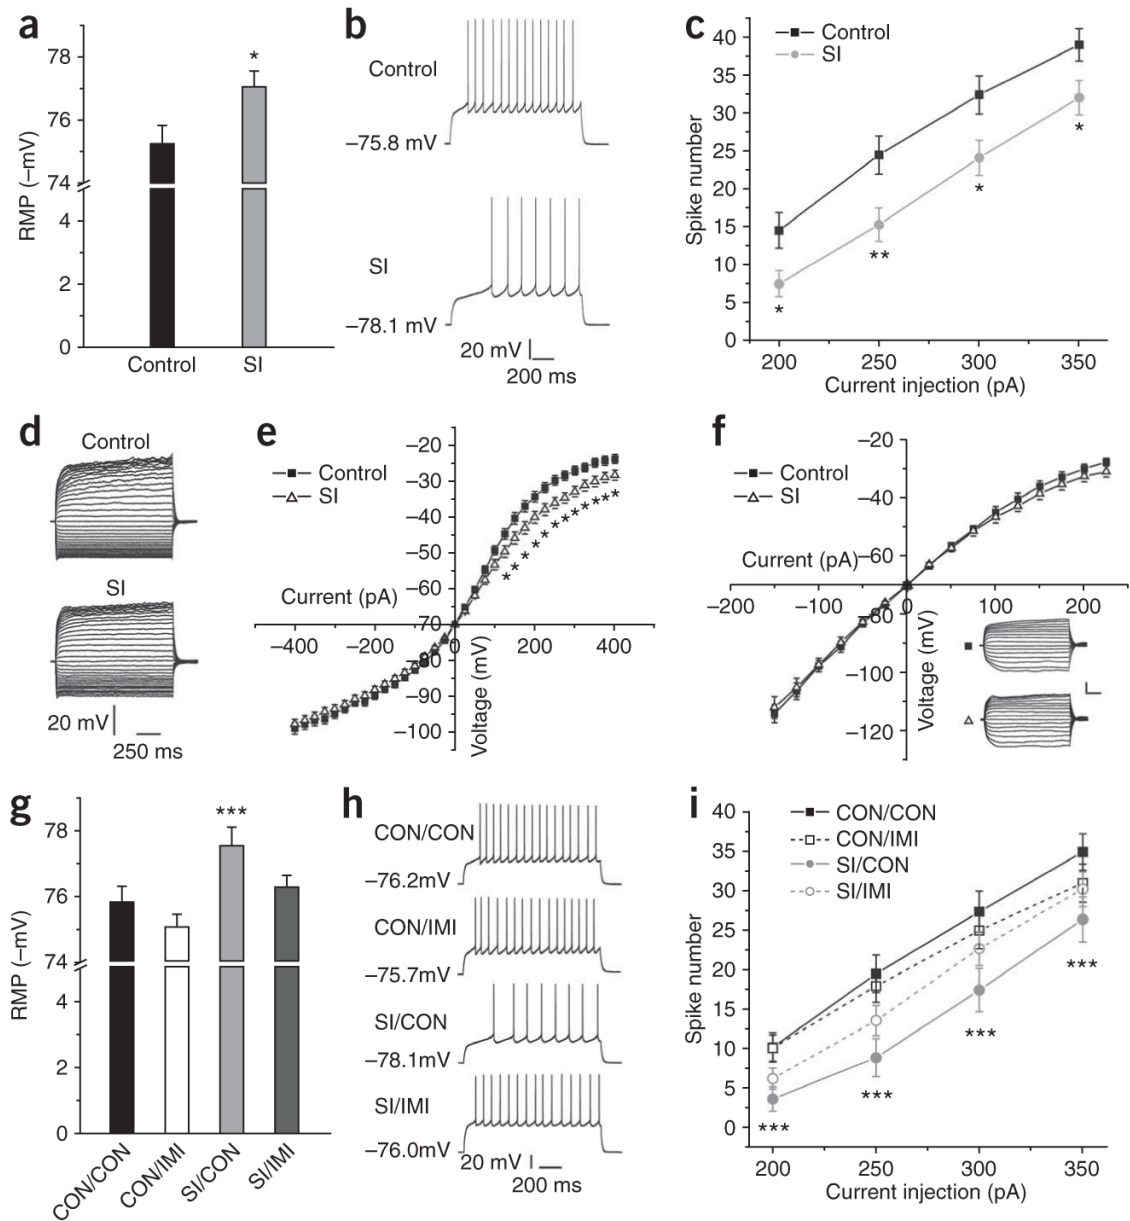 a
78
76
74
4
2
0
RMP (–mV)
*
Control
SI
b
Control
–75.8 mV
SI
–78.1 mV
20 mV
200 ms
c
Control
SI
40
35
30
25
20
15
10
5
0
Spike number
*
**
*
*
200
250
300
350
Current injection (pA)
d
Control
SI
20 mV
250 ms
e
Control
SI
–20
–30
–40
–50
–60
70
–80
–90
–100
* * * * * * * * * * * *
Current (pA)
–400
–200
0
200
400
Voltage (mV)
f
Control
SI
–20
–40
–60
80
–100
–120
Current (pA)
–200
–100
0
100
200
Voltage (mV)
g
78
76
74
4
2
0
RMP (–mV)
***
CON/CON
CON/IMI
SI/CON
SI/IMI
h
CON/CON
–76.2mV
CON/IMI
–75.7mV
SI/CON
–78.1mV
SI/IMI
–76.0mV
20 mV
200 ms
i
CON/CON
CON/IMI
SI/CON
SI/IMI
40
35
30
25
20
15
10
5
0
Spike number
***
***
***
***
200
250
300
350
Current injection (pA)